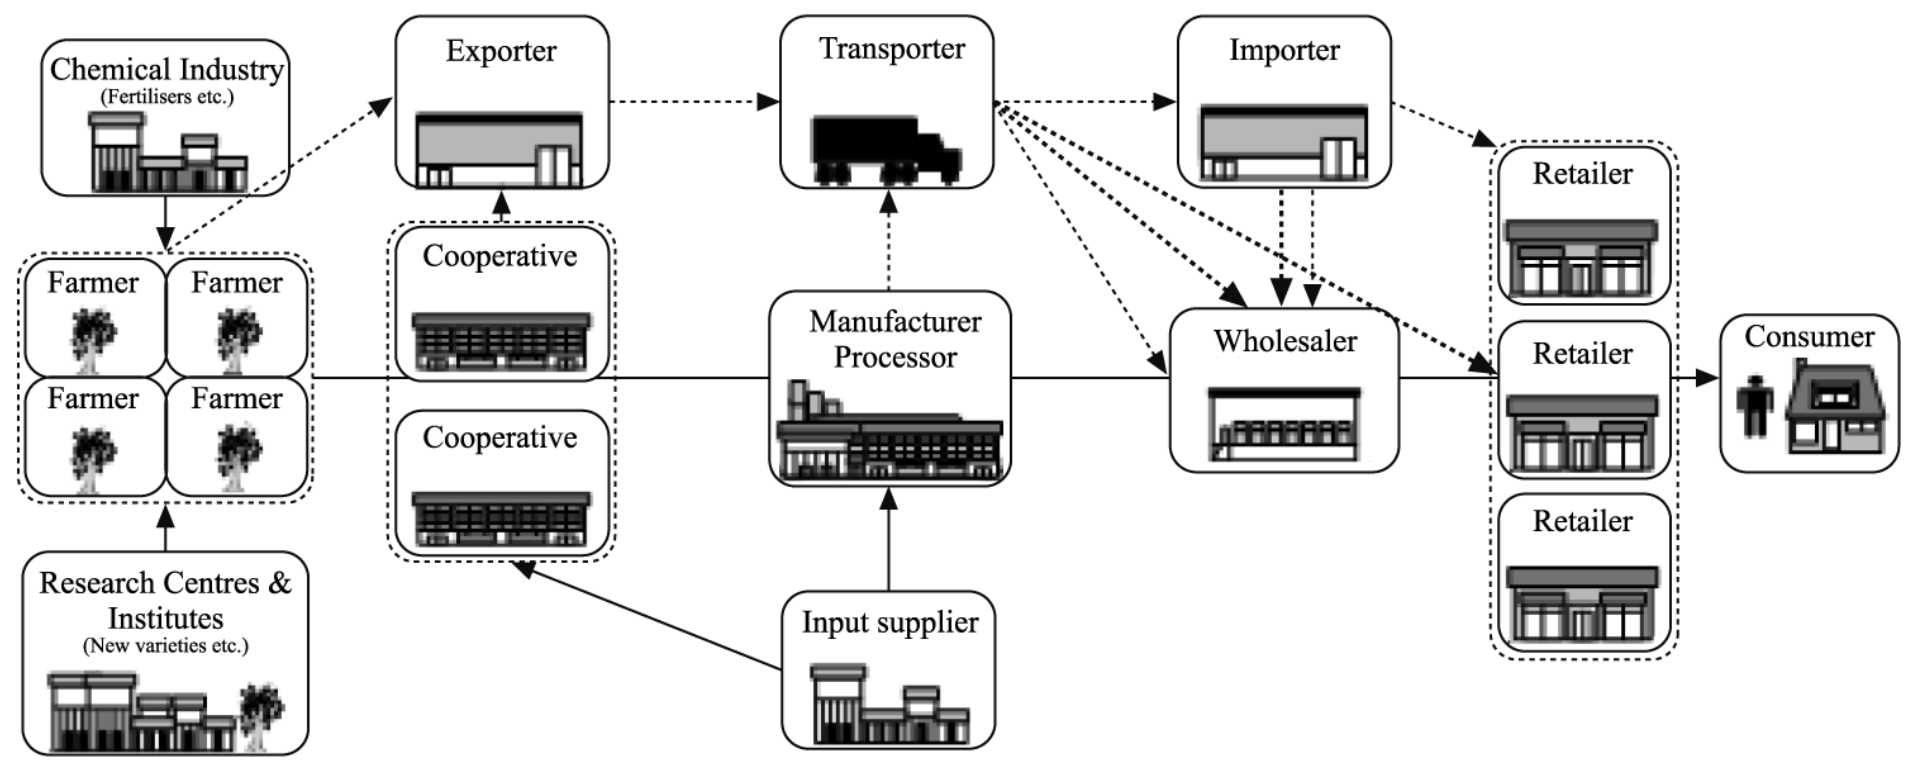 Chemical Industry
(Fertilisers etc.)
Exporter
Transporter
Importer
Retailer
Farmer
Farmer
Cooperative
Manufacturer
Processor
Wholesaler
Retailer
Consumer
Farmer
Farmer
Cooperative
Retailer
Research Centres &
Institutes
(New varieties etc.)
Input supplier